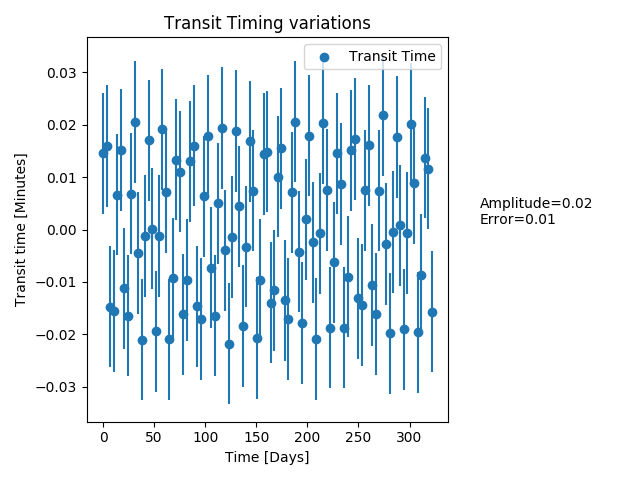 Transit Timing variations
Transit Time
0.03
0.02
0.01
0.00
−0.01
−0.02
−0.03
Transit time [Minutes]
Amplitude=0.02
Error=0.01
0 50 100 150 200 250 300
Time [Days]